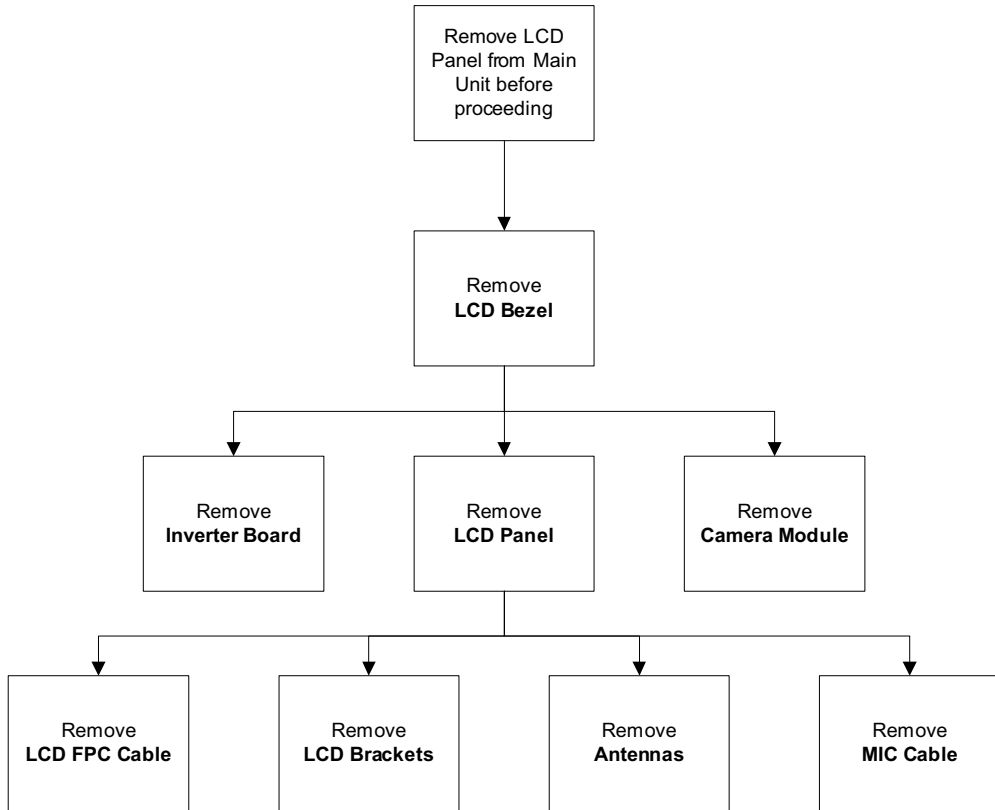 Remove LCD
Panel from Main
Unit before
proceeding
Remove
LCD Bezel
Remove
Inverter Board
Remove
LCD Panel
Remove
Camera Module
Remove
LCD FPC Cable
Remove
LCD Brackets
Remove
Antennas
Remove
MIC Cable